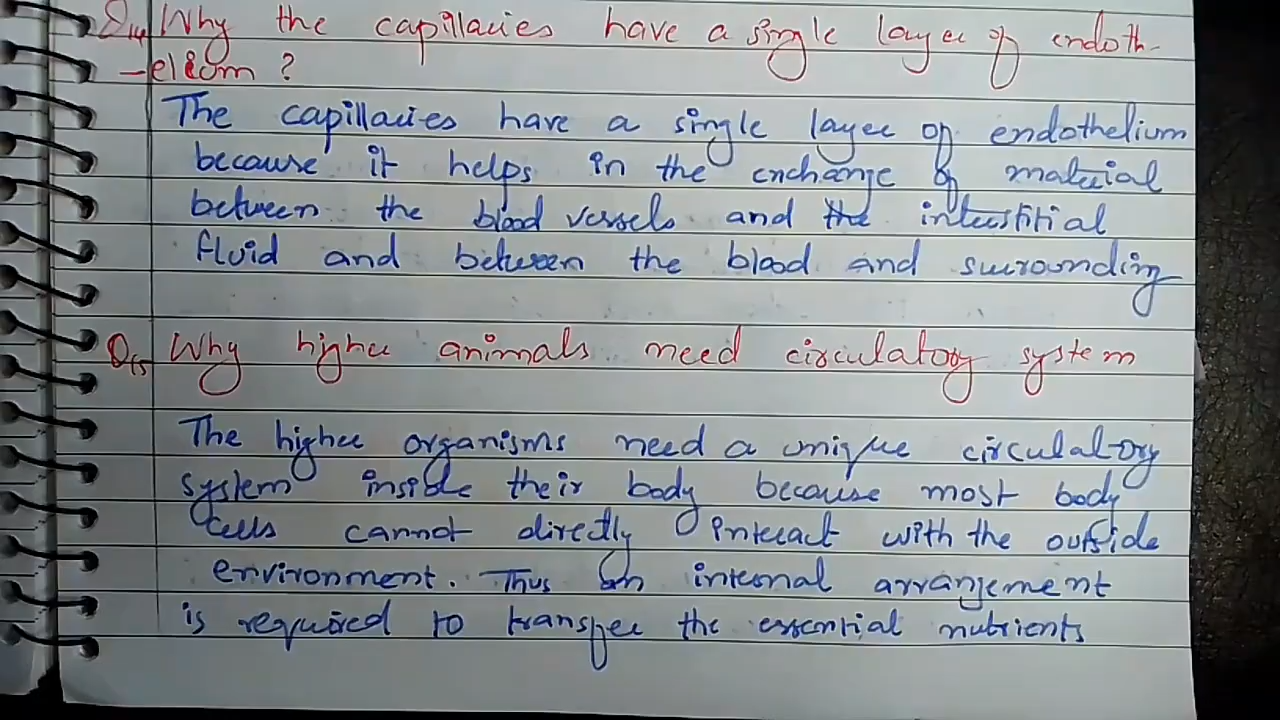 Q14 Why the capillaries have a single layer of endoth-
-elium ?
The capillaries have a single layer of endothelium
because it helps in the exchange of material
between the blood vessels and the interstitial
fluid and between the blood and surrounding
Q15 Why higher animals need circulatory system
The higher organisms need a unique circulatory
system inside their body because most body
cells cannot directly interact with the outside
environment. Thus an internal arrangement
is required to transfer the essential nutrients